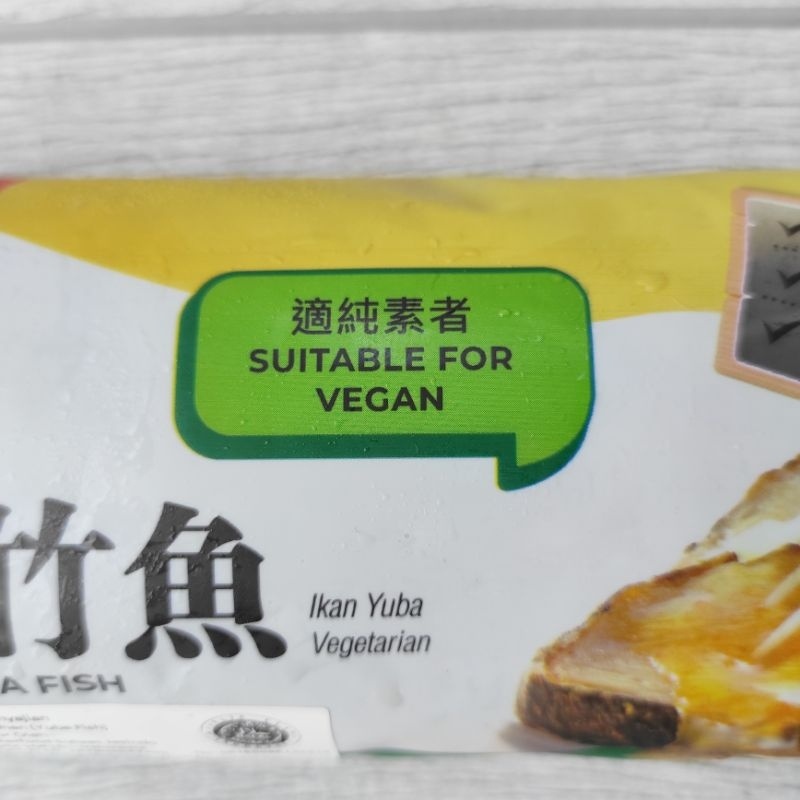 適純素者
SUITABLE FOR
VEGAN
竹魚
Ikan Yuba
Vegetarian
A FISH